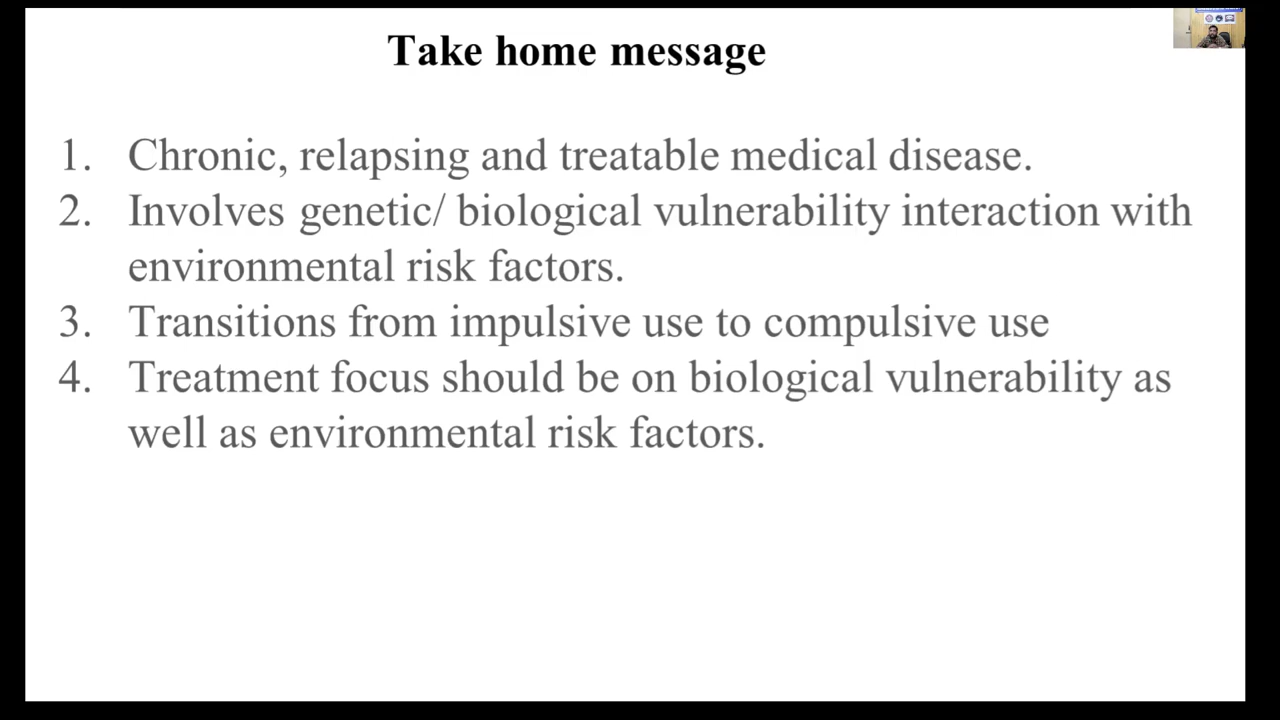 Take home message
1. Chronic, relapsing and treatable medical disease.
2. Involves genetic/ biological vulnerability interaction with
environmental risk factors.
3. Transitions from impulsive use to compulsive use
4. Treatment focus should be on biological vulnerability as
well as environmental risk factors.